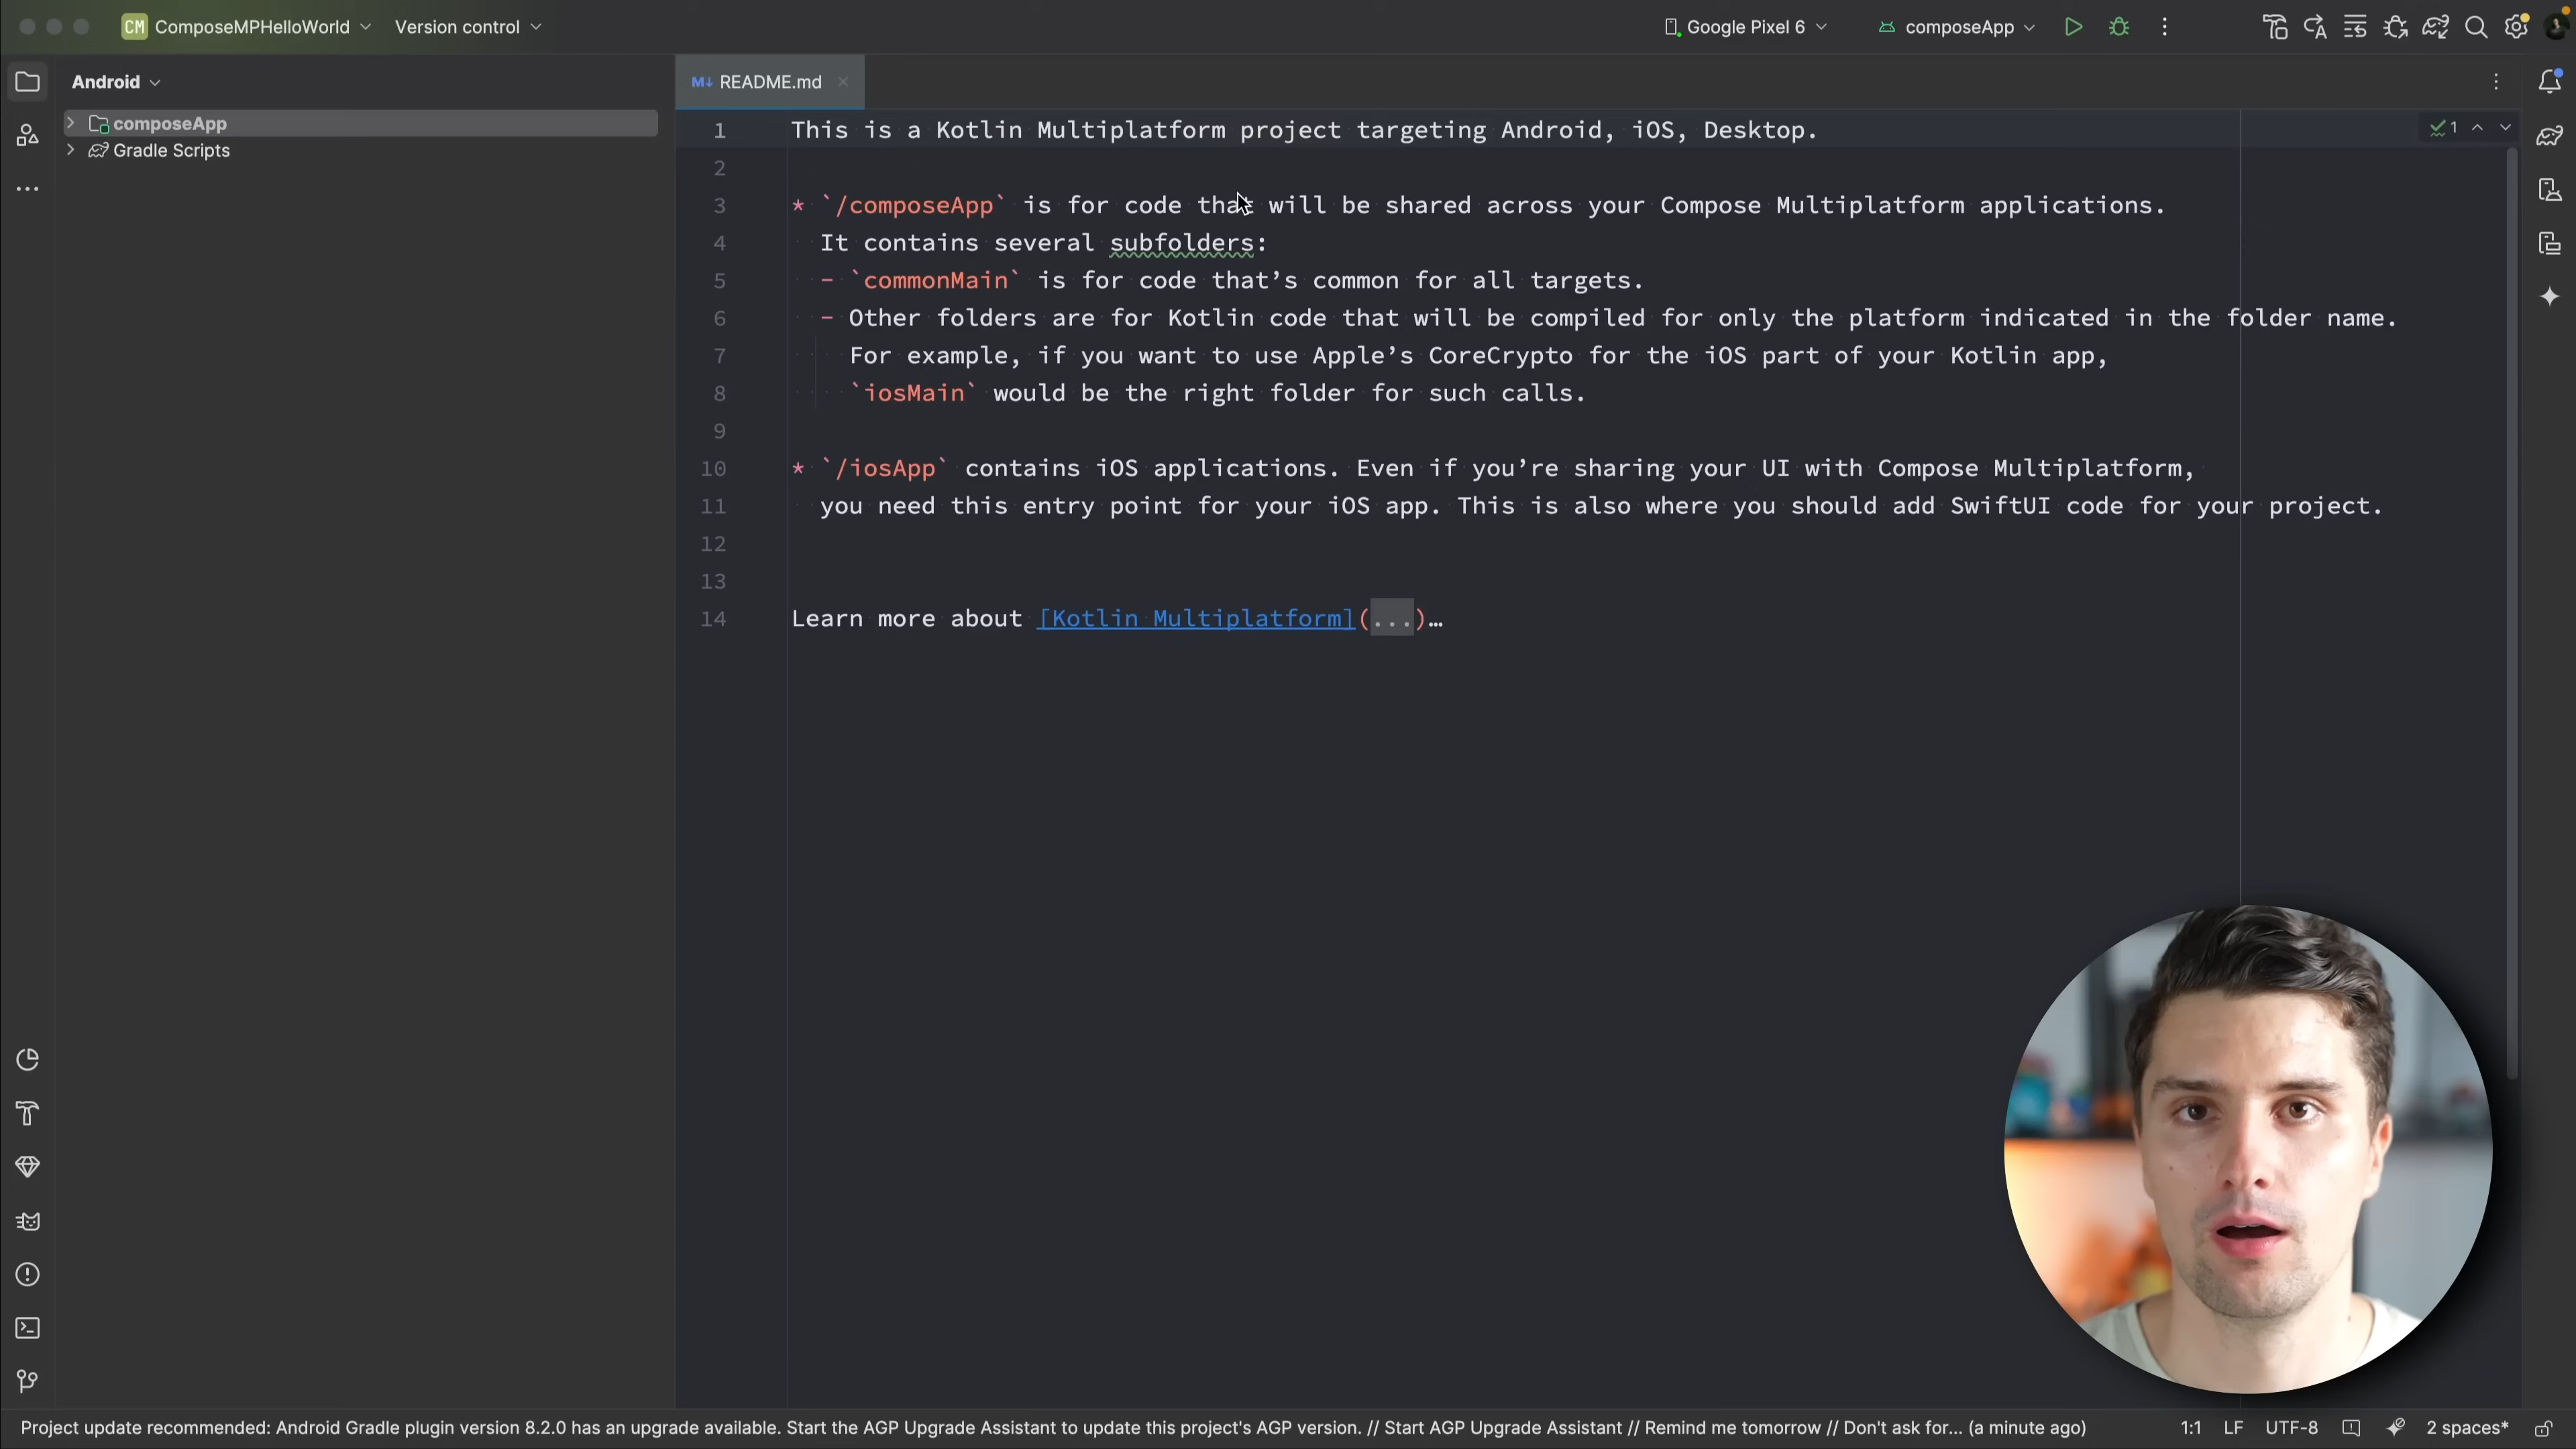 CM ComposeMPHelloWorld Version control Google Pixel 6 composeApp
Android
README.md
composeApp
Gradle Scripts
1 This is a Kotlin Multiplatform project targeting Android, iOS, Desktop.
2
3 * `/composeApp` is for code that will be shared across your Compose Multiplatform applications.
4 It contains several subfolders:
5 - `commonMain` is for code that’s common for all targets.
6 - Other folders are for Kotlin code that will be compiled for only the platform indicated in the folder name.
7 For example, if you want to use Apple’s CoreCrypto for the iOS part of your Kotlin app,
8 `iosMain` would be the right folder for such calls.
9
10 * `/iosApp` contains iOS applications. Even if you’re sharing your UI with Compose Multiplatform,
11 you need this entry point for your iOS app. This is also where you should add SwiftUI code for your project.
12
13
14 Learn more about [Kotlin Multiplatform](...)…
1
Project update recommended: Android Gradle plugin version 8.2.0 has an upgrade available. Start the AGP Upgrade Assistant to update this project's AGP version. // Start AGP Upgrade Assistant // Remind me tomorrow // Don't ask for... (a minute ago) 1:1 LF UTF-8 2 spaces*